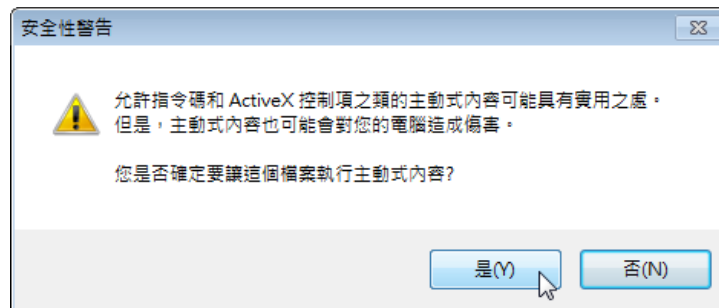 安全性警告
允許指令碼和 ActiveX 控制項之類的主動式內容可能具有實用之處。
但是，主動式內容也可能會對您的電腦造成傷害。
您是否確定要讓這個檔案執行主動式內容?
是(Y)
否(N)